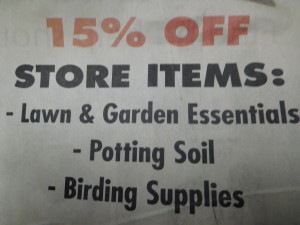 15% OFF
STORE ITEMS:
- Lawn & Garden Essentials
- Potting Soil
- Birding Supplies